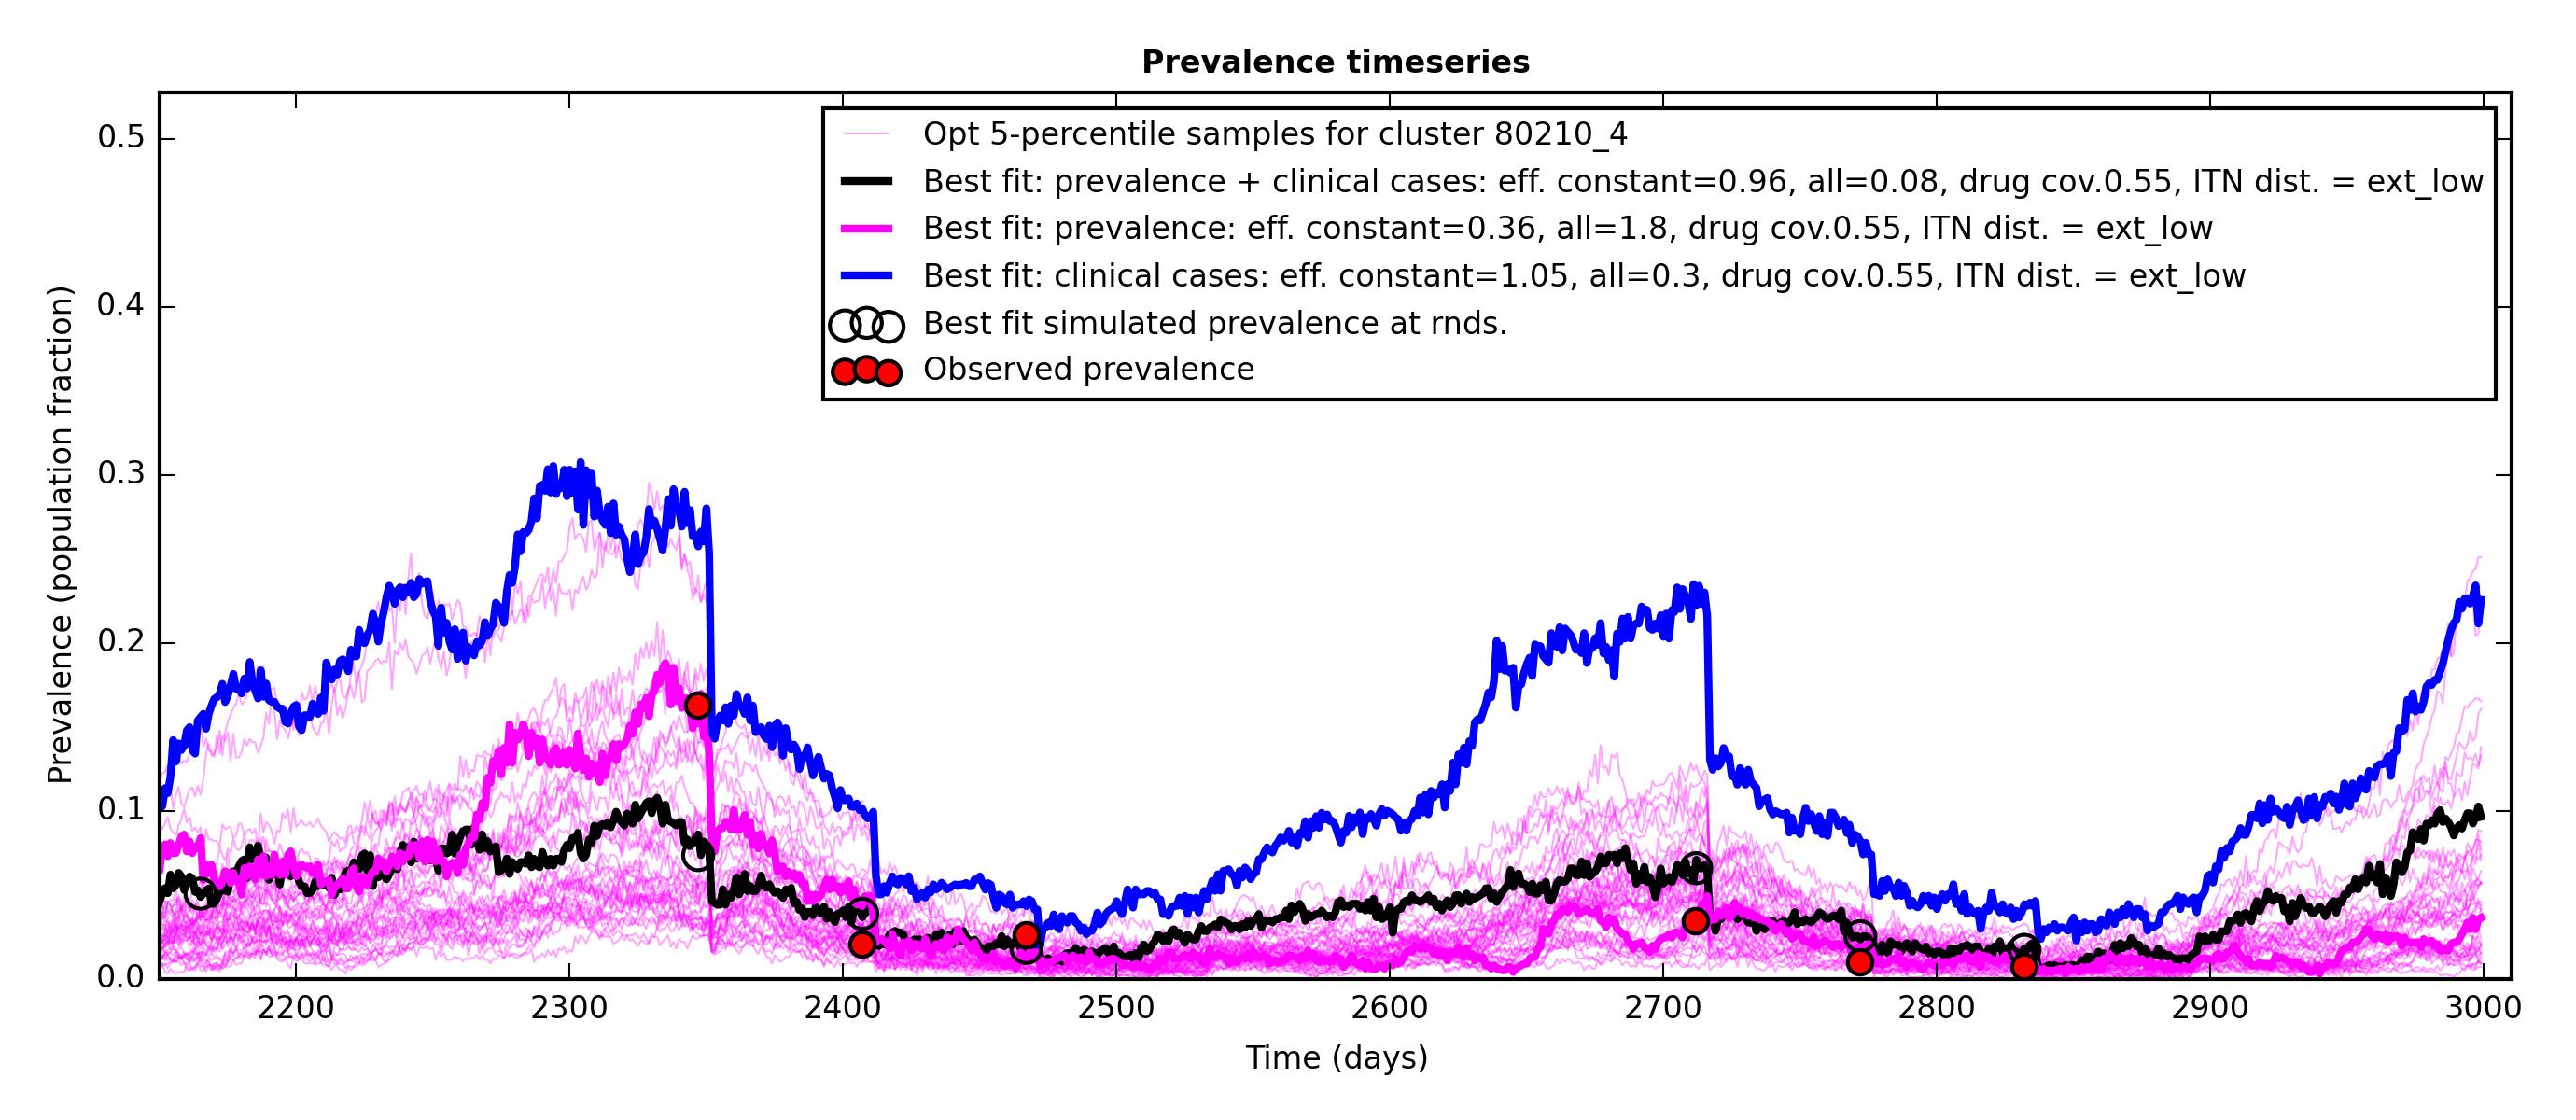 Prevalence timeseries
Opt 5-percentile samples for cluster 80210_4
Best fit: prevalence + clinical cases: eff. constant=0.96, all=0.08, drug cov.0.55, ITN dist. = ext_low
Best fit: prevalence: eff. constant=0.36, all=1.8, drug cov.0.55, ITN dist. = ext_low
Best fit: clinical cases: eff. constant=1.05, all=0.3, drug cov.0.55, ITN dist. = ext_low
Best fit simulated prevalence at rnds.
Observed prevalence
Prevalence (population fraction)
0.5
0.4
0.3
0.2
0.1
0.0
2200 2300 2400 2500 2600 2700 2800 2900 3000
Time (days)